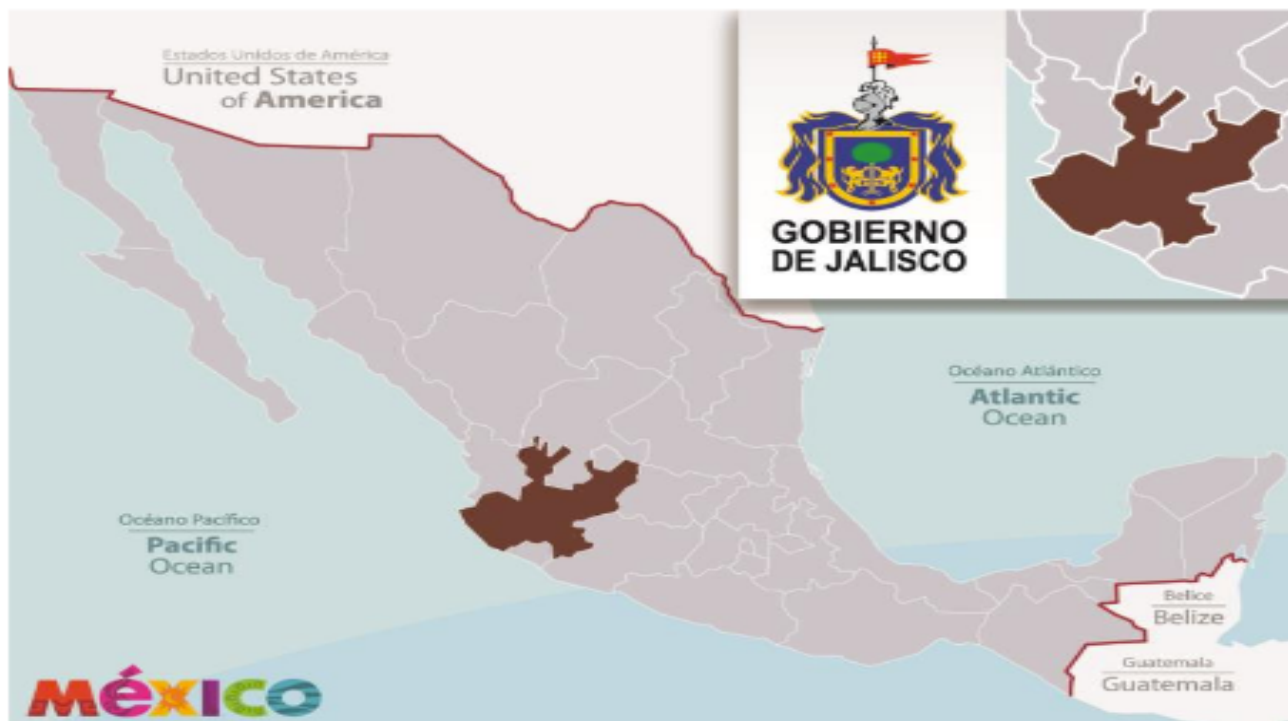 Estados Unidos de América
United States
of America
GOBIERNO
DE JALISCO
Océano Atlántico
Atlantic
Ocean
Océano Pacífico
Pacific
Ocean
Belice
Belize
Guatemala
Guatemala
MéXICO